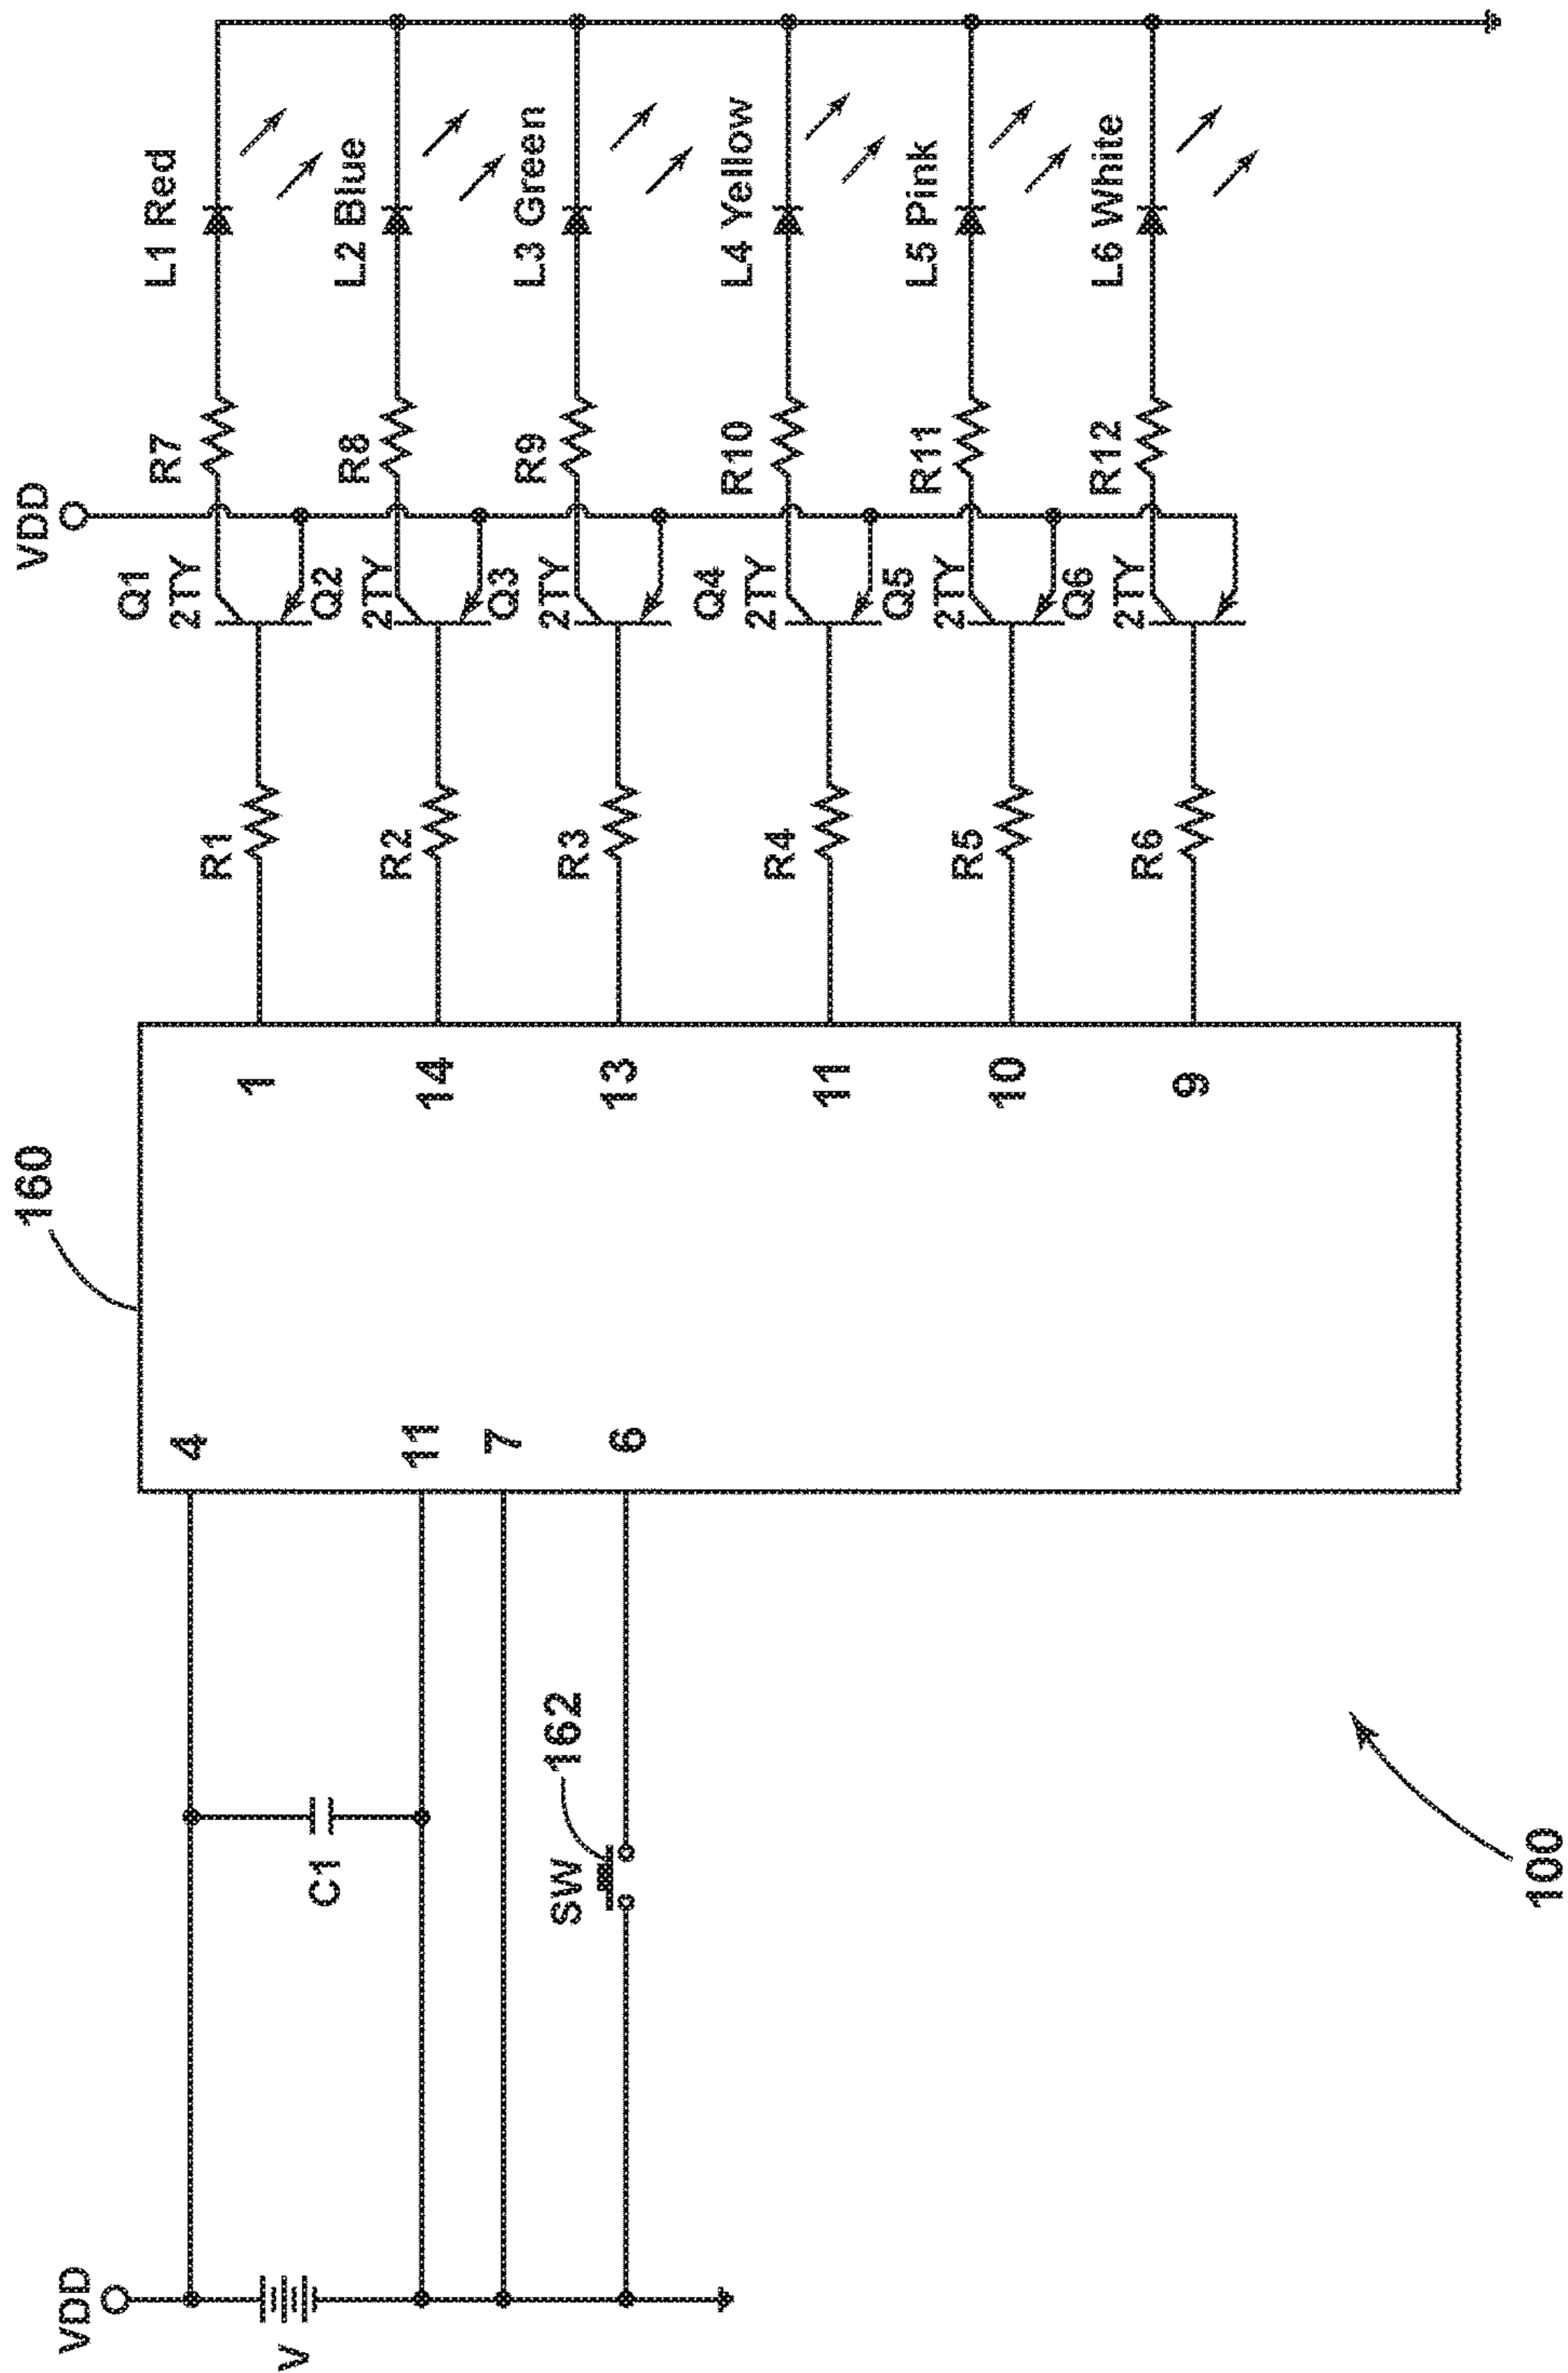 VDD
V
C1
SW
162
100
160
4
11
7
6
1
14
13
11
10
9
R1
R2
R3
R4
R5
R6
VDD
Q1
2TY
Q2
2TY
Q3
2TY
Q4
2TY
Q5
2TY
Q6
2TY
R7
R8
R9
R10
R11
R12
L1 Red
L2 Blue
L3 Green
L4 Yellow
L5 Pink
L6 White